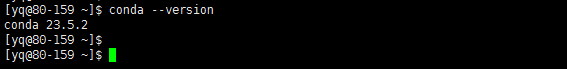 [yq@80-159 ~]$ conda --version
conda 23.5.2
[yq@80-159 ~]$
[yq@80-159 ~]$